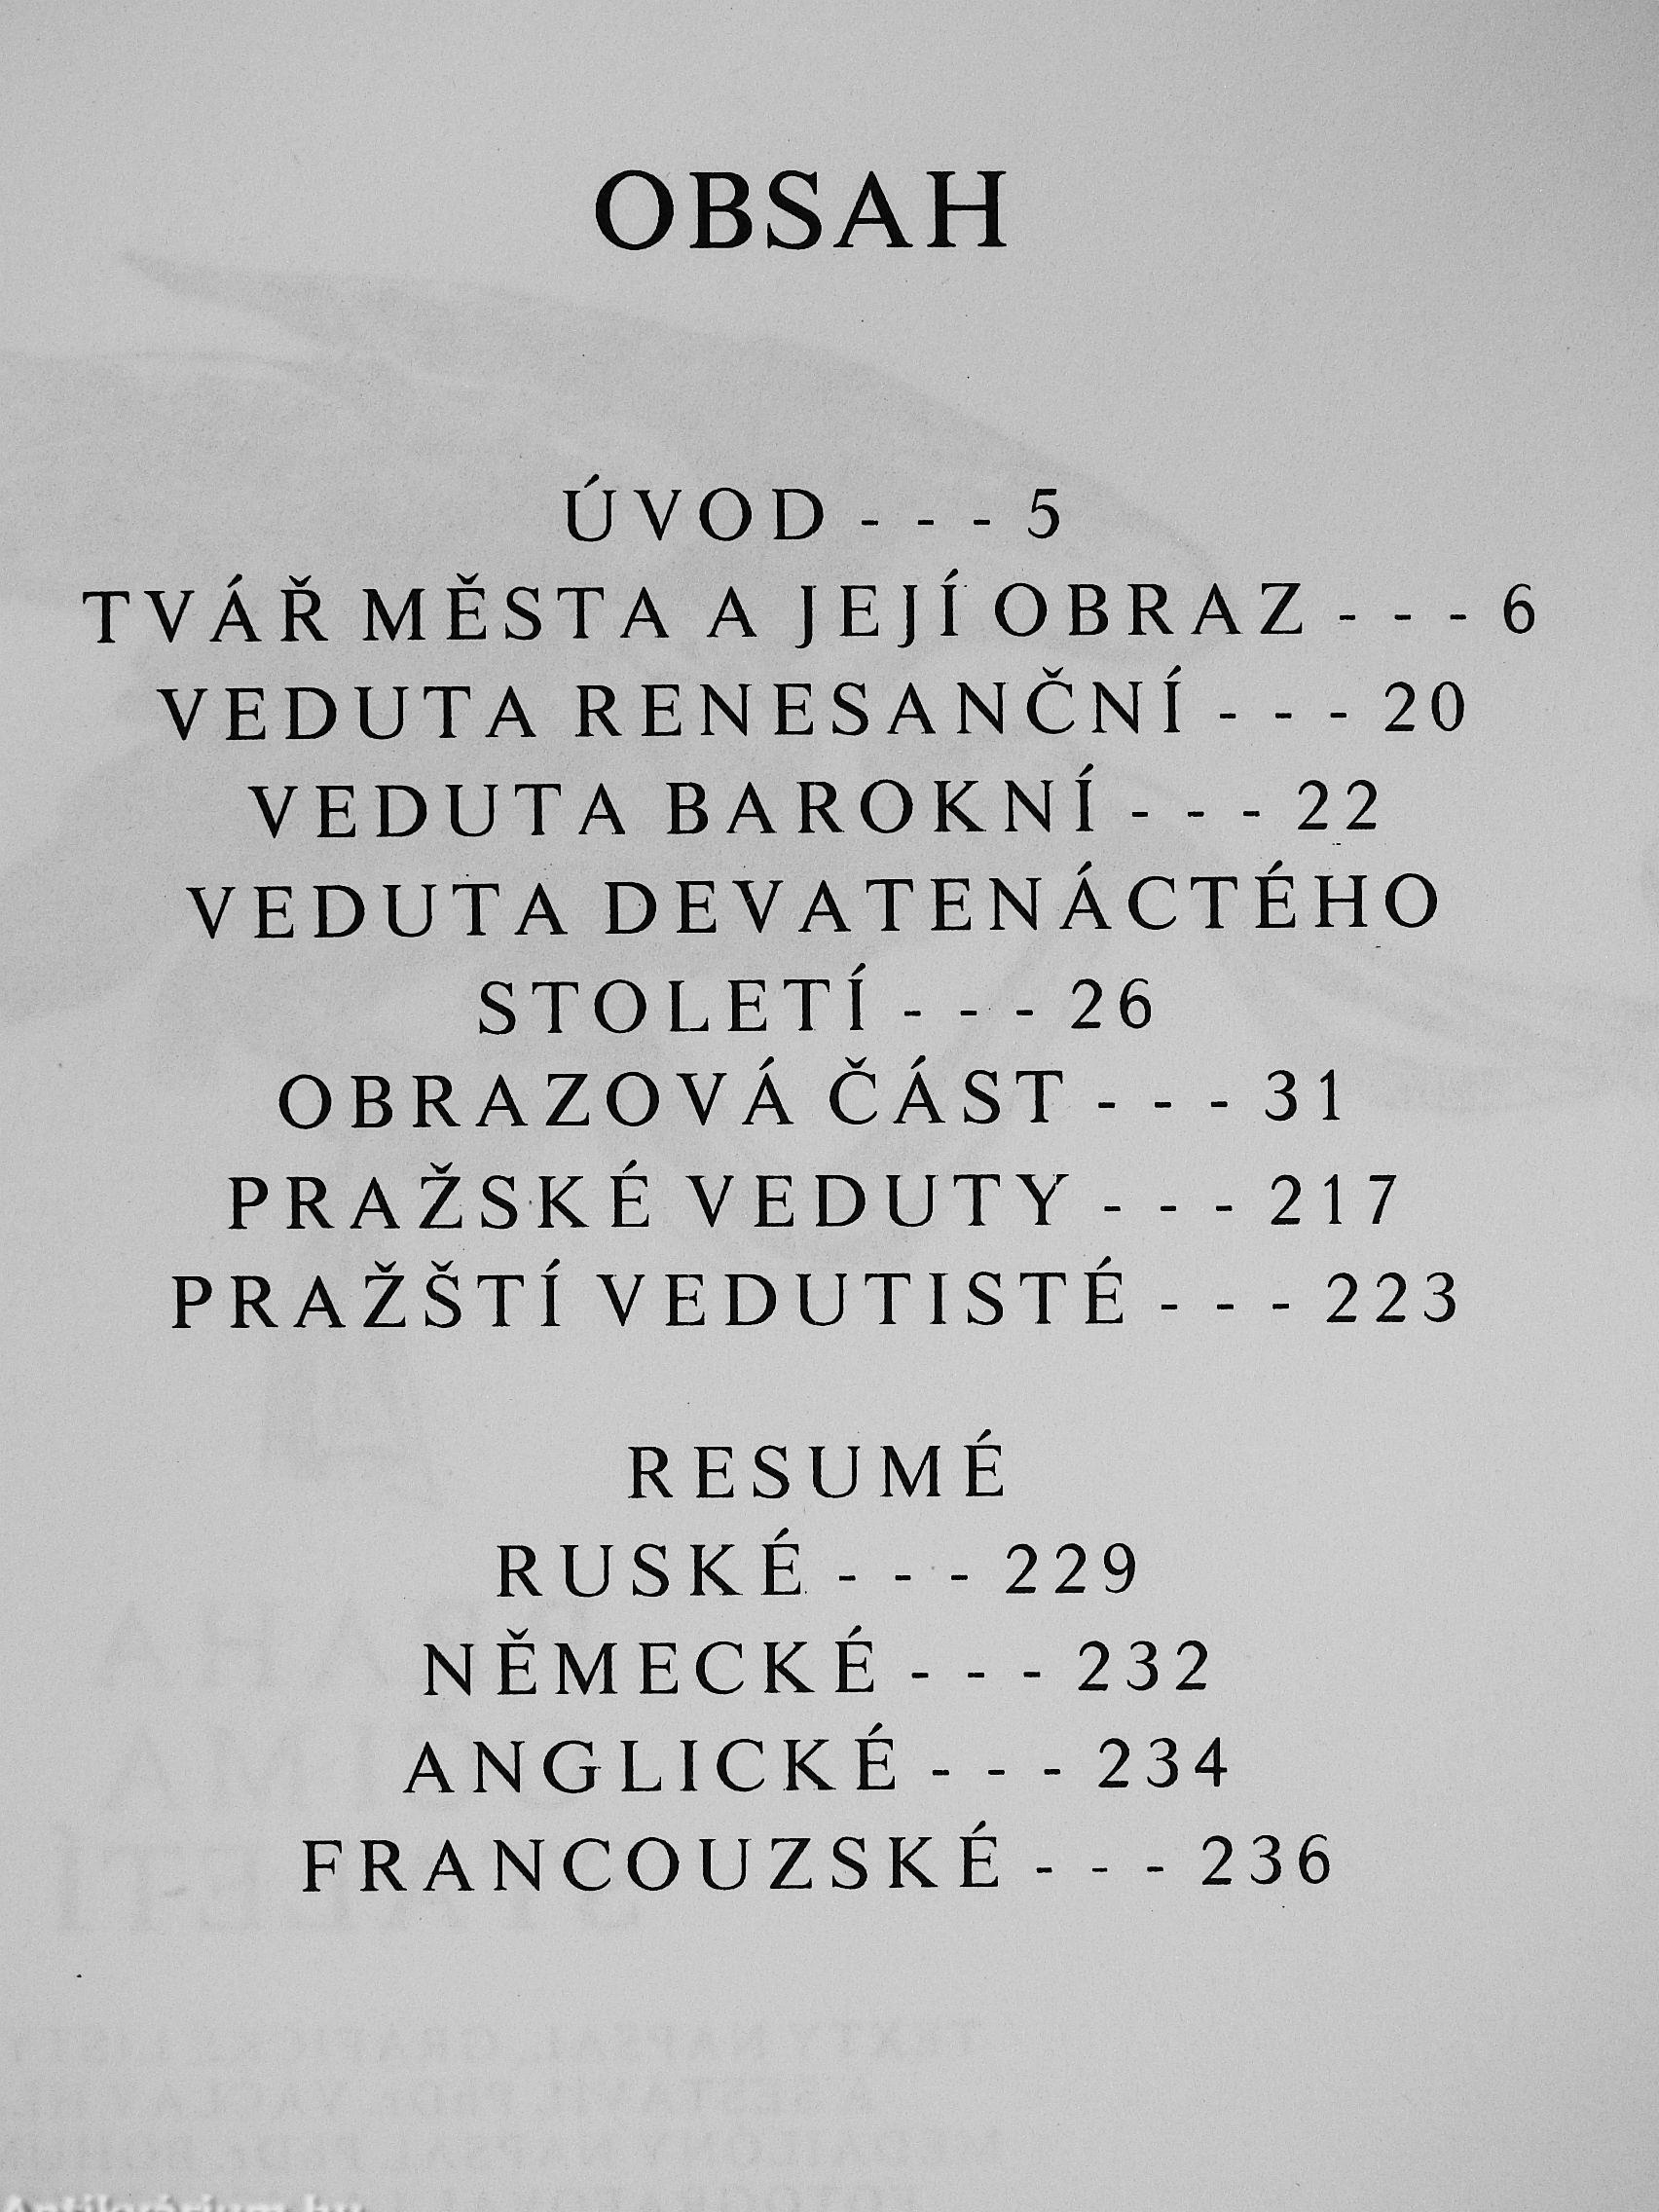 OBSAH
ÚVOD - - - 5
TVÁŘ MĚSTA A JEJÍ OBRAZ - - - 6
VEDUTA RENESANČNÍ - - - 20
VEDUTA BAROKNÍ - - - 22
VEDUTA DEVATENÁCTÉHO
STOLETÍ - - - 26
OBRAZOVÁ ČÁST - - - 31
PRAŽSKÉ VEDUTY - - - 217
PRAŽŠTÍ VEDUTISTÉ - - - 223
RESUMÉ
RUSKÉ - - - 229
NĚMECKÉ - - - 232
ANGLICKÉ - - - 234
FRANCOUZSKÉ - - - 236